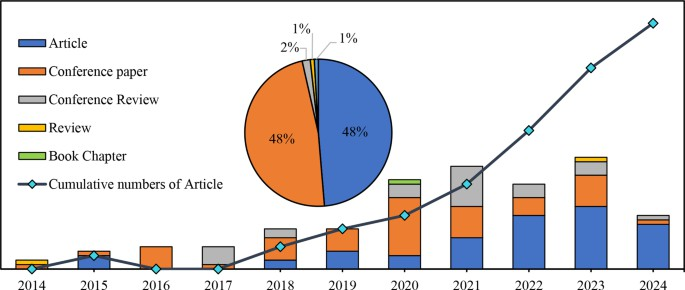 Article
Conference paper
Conference Review
Review
Book Chapter
Cumulative numbers of Article
1%
2%
1%
48%
48%
2014 2015 2016 2017 2018 2019 2020 2021 2022 2023 2024